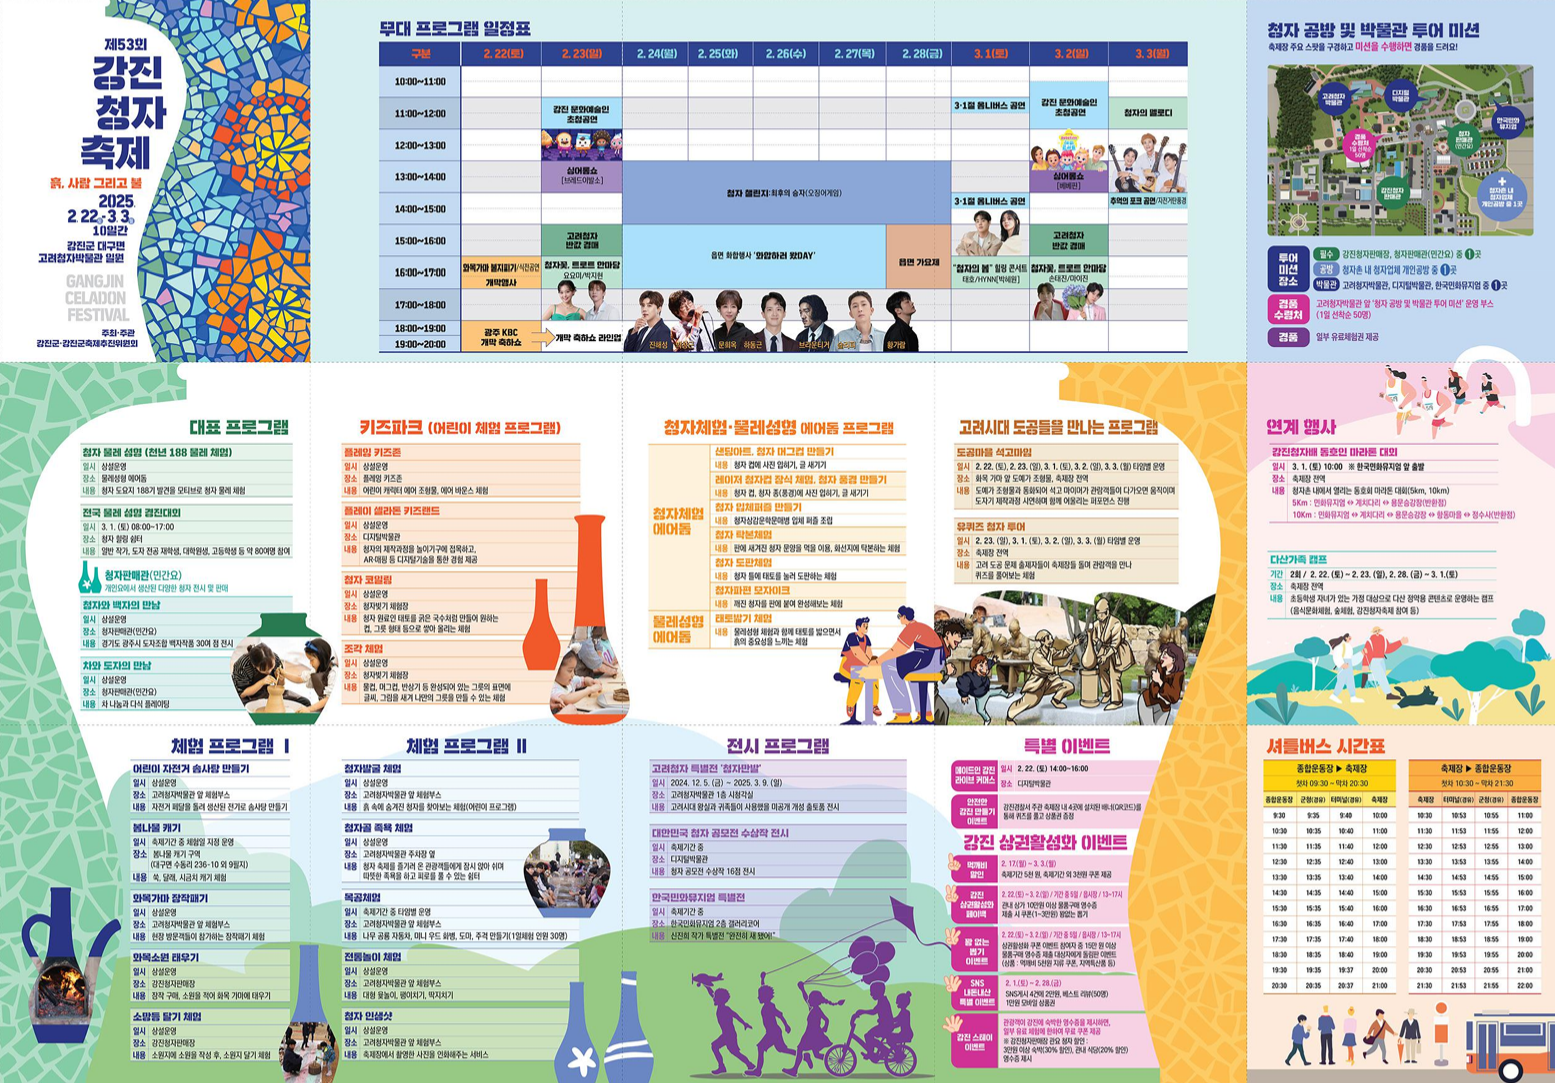 제53회
강진
청자
축제
흙, 사람 그리고 불
2025.
2. 22.~3. 3.
10일간
강진군 대구면
고려청자박물관 일원
GANGJIN
CELADON
FESTIVAL
주최·주관
강진군·강진군축제추진위원회
무대 프로그램 일정표
구분 2. 22(토) 2. 23(일) 2. 24(월) 2. 25(화) 2. 26(수) 2. 27(목) 2. 28(금) 3. 1(토) 3. 2(일) 3. 3(월)
10:00~11:00
11:00~12:00
강진 문화예술인
초청공연
3·1절 옴니버스 공연
강진 문화예술인
초청공연
청자의 멜로디
12:00~13:00
13:00~14:00
싱어롱쇼
[브레드이발소]
청자 챌린지:최후의 승자(오징어게임)
싱어롱쇼
[베베핀]
14:00~15:00
3·1절 옴니버스 공연
추억의 포크 공연/자전거탄풍경
15:00~16:00
고려청자
반값 경매
읍면 화합행사 '화합하러 왔DAY'
읍면 가요제
고려청자
반값 경매
16:00~17:00
화목가마 불지피기/식전공연
개막행사
청자꽃, 트로트 한마당
요요미/박지현
"청자의 봄" 힐링 콘서트
태호/HYNN[박혜원]
청자꽃, 트로트 한마당
손태진/마이진
17:00~18:00
18:00~19:00
19:00~20:00
광주 KBC
개막 축하쇼
개막 축하쇼 라인업
진해성
문희옥
하동근
브라운티거
황가람
청자 공방 및 박물관 투어 미션
축제장 주요 스팟을 구경하고 미션을 수행하면 경품을 드려요!
고려청자
박물관
디지털
박물관
한국민화
뮤지엄
경품
수령처
1일 선착순
50명
청자
판매관
(민간요)
강진청자
판매관
청자촌 내
청자업체
개인공방 중 1곳
투어
미션
장소
필수 강진청자판매장, 청자판매관(민간요) 중 1곳
공방 청자촌 내 청자업체 개인공방 중 1곳
박물관 고려청자박물관, 디지털박물관, 한국민화뮤지엄 중 1곳
경품
수령처
고려청자박물관 앞 '청자 공방 및 박물관 투어 미션' 운영 부스
(1일 선착순 50명)
경품 일부 유료체험권 제공
대표 프로그램
청자 물레 성형 (천년 188 물레 체험)
일시 상설운영
장소 물레성형 에어돔
내용 청자 도요지 188기 발견을 모티브로 청자 물레 체험
전국 물레 성형 경진대회
일시 3. 1. (토) 08:00~17:00
장소 청자 힐링 쉼터
내용 일반 작가, 도자 전공 재학생, 대학원생, 고등학생 등 약 80여명 참여
청자판매관(민간요)
개인요에서 생산된 다양한 청자 전시 및 판매
청자와 백자의 만남
일시 상설운영
장소 청자판매관(민간요)
내용 경기도 광주시 도자조합 백자작품 30여 점 전시
차와 도자의 만남
일시 상설운영
장소 청자판매관(민간요)
내용 차 나눔과 다식 플레이팅
키즈파크 (어린이 체험 프로그램)
플레잉 키즈존
일시 상설운영
장소 플레잉 키즈존
내용 어린이 캐릭터 에어 조형물, 에어 바운스 체험
플레이 셀라돈 키즈랜드
일시 상설운영
장소 디지털박물관
내용 청자의 제작과정을 놀이기구에 접목하고,
AR·매핑 등 디지털기술을 통한 경험 제공
청자 코일링
일시 상설운영
장소 청자빚기 체험장
내용 청자 원료인 태토를 굵은 국수처럼 만들어 원하는
컵, 그릇 형태 등으로 쌓아 올리는 체험
조각 체험
일시 상설운영
장소 청자빚기 체험장
내용 물컵, 머그컵, 반상기 등 완성되어 있는 그릇의 표면에
글씨, 그림을 새겨 나만의 그릇을 만들 수 있는 체험
청자체험·물레성형 에어돔 프로그램
청자체험
에어돔
샌딩아트, 청자 머그컵 만들기
내용 청자 컵에 사진 입히기, 글 새기기
레이저 청자컵 장식 체험, 청자 풍경 만들기
내용 청자 컵, 청자 종(풍경)에 사진 입히기, 글 새기기
청자 입체퍼즐 만들기
내용 청자상감운학문매병 입체 퍼즐 조립
청자 탁본체험
내용 판에 새겨진 청자 문양을 먹을 이용, 화선지에 탁본하는 체험
청자 도판체험
내용 청자 틀에 태토를 눌러 도판하는 체험
청자파편 모자이크
내용 깨진 청자를 판에 붙여 완성해보는 체험
물레성형
에어돔
태토밟기 체험
내용 물레성형 체험과 함께 태토를 밟으면서
흙의 중요성을 느끼는 체험
고려시대 도공들을 만나는 프로그램
도공마을 석고마임
일시 2. 22. (토), 2. 23. (일), 3. 1. (토), 3. 2. (일), 3. 3. (월) 타임별 운영
장소 화목 가마 앞 도예가 조형물, 축제장 전역
내용 도예가 조형물과 동화되어 석고 마이머가 관람객들이 다가오면 움직이며
도자기 제작과정 시연하며 함께 어울리는 퍼포먼스 진행
유퀴즈 청자 투어
일시 2. 23. (일), 3. 1. (토), 3. 2. (일), 3. 3. (월) 타임별 운영
장소 축제장 전역
내용 고려 도공 문제 출제자들이 축제장들 돌며 관람객을 만나
퀴즈를 풀어보는 체험
연계 행사
강진청자배 동호인 마라톤 대회
일시 3. 1. (토) 10:00 ※ 한국민화뮤지엄 앞 출발
장소 축제장 전역
내용 청자촌 내에서 열리는 동호회 마라톤 대회(5km, 10km)
5Km : 민화뮤지엄 ↔ 계치다리 ↔ 용문숭강장(반환점)
10Km : 민화뮤지엄 ↔ 계치다리 ↔ 용문숭강장 ↔ 항동마을 ↔ 정수사(반환점)
다산가족 캠프
기간 2회 / 2. 22. (토) ~ 2. 23. (일), 2. 28. (금) ~ 3. 1.(토)
장소 축제장 전역
내용 초등학생 자녀가 있는 가정 대상으로 다산 정약용 콘텐츠로 운영하는 캠프
(음식문화체험, 숲체험, 강진청자축제 참여 등)
체험 프로그램 I
어린이 자전거 솜사탕 만들기
일시 상설운영
장소 고려청자박물관 앞 체험부스
내용 자전거 페달을 돌려 생산된 전기로 솜사탕 만들기
봄나물 캐기
일시 축제기간 중 체험일 지정 운영
장소 봄나물 캐기 구역
(대구면 수동리 236-10 외 9필지)
내용 쑥, 달래, 시금치 캐기 체험
화목가마 장작패기
일시 상설운영
장소 고려청자박물관 앞 체험부스
내용 현장 방문객들이 참가하는 장작패기 체험
화목소원 태우기
일시 상설운영
장소 강진청자판매장
내용 장작 구매, 소원을 적어 화목 가마에 태우기
소망등 달기 체험
일시 상설운영
장소 강진청자판매장
내용 소원지에 소원을 작성 후, 소원지 달기 체험
체험 프로그램 II
청자발굴 체험
일시 상설운영
장소 고려청자박물관 앞 체험부스
내용 흙 속에 숨겨진 청자를 찾아보는 체험(어린이 프로그램)
청자골 족욕 체험
일시 상설운영
장소 고려청자박물관 주차장 옆
내용 청자 축제를 즐기러 온 관광객들에게 잠시 앉아 쉬며
따뜻한 족욕을 하고 피로를 풀 수 있는 쉼터
목공체험
일시 축제기간 중 타임별 운영
장소 고려청자박물관 앞 체험부스
내용 나무 공룡 자동차, 미니 우드 화병, 도마, 주걱 만들기(1일체험 인원 30명)
전통놀이 체험
일시 상설운영
장소 고려청자박물관 앞 체험부스
내용 대형 윷놀이, 팽이치기, 딱지치기
청자 인생샷
일시 상설운영
장소 고려청자박물관 앞 체험부스
내용 축제장에서 촬영한 사진을 인화해주는 서비스
전시 프로그램
고려청자 특별전 '청자만발'
일시 2024. 12. 5. (금) ~ 2025. 3. 9. (일)
장소 고려청자박물관 1층 시청각실
내용 고려시대 왕실과 귀족들이 사용했을 미공개 개성 출토품 전시
대한민국 청자 공모전 수상작 전시
일시 축제기간 중
장소 디지털박물관
내용 청자 공모전 수상작 16점 전시
한국민화뮤지엄 특별전
일시 축제기간 중
장소 한국민화뮤지엄 2층 갤러리코어
내용 신진희 작가 특별전 "완전히 새 됐어!"
특별 이벤트
메이드인 강진
라이브 커머스
일시 2. 22. (토) 14:00~16:00
장소 디지털박물관
안전한
강진 만들기
이벤트
강진경찰서 주관 축제장 내 4곳에 설치된 배너(QR코드)를
통해 퀴즈를 풀고 상품권 증정
강진 상권활성화 이벤트
먹깨비
할인
2. 17.(월) ~ 3. 3.(월)
축제기간 5천 원, 축제기간 외 3천원 쿠폰 제공
강진
상권활성화
페이백
2. 22.(토) ~ 3. 2.(일) / 기간 중 5일 / 읍시장 / 13~17시
관내 상가 10만원 이상 물품구매 영수증
제출 시 쿠폰(1~3만원) 꽝없는 뽑기
꽝 없는
뽑기
이벤트
2. 22.(토) ~ 3. 2.(일) / 기간 중 5일 / 읍시장 / 13~17시
상권활성화 쿠폰 이벤트 참여자 중 15만 원 이상
물품구매 영수증 제출 대상자에게 돌림판 이벤트
(상품 : 먹깨비 5천원 지류 쿠폰, 지역특산품 등)
SNS
내돈내산
특별 이벤트
2. 1.(토) ~ 2. 28.(금)
SNS게시 4건에 2만원, 베스트 리뷰(50명)
1만원 모바일 상품권
강진 스테이
이벤트
관광객이 강진에 숙박한 영수증을 제시하면,
일부 유료 체험에 한하여 무료 쿠폰 제공
※ 강진청자판매장 관요 청자 할인 :
3만원 이상 숙박(30% 할인), 관내 식당(20% 할인)
영수증 제시
셔틀버스 시간표
종합운동장 ▶ 축제장
첫차 09:30 ~ 막차 20:30
종합운동장 군청(경유) 터미널(경유) 축제장
9:30 9:35 9:40 10:00
10:30 10:35 10:40 11:00
11:30 11:35 11:40 12:00
12:30 12:35 12:40 13:00
13:30 13:35 13:40 14:00
14:30 14:35 14:40 15:00
15:30 15:35 15:40 16:00
16:30 16:35 16:40 17:00
17:30 17:35 17:40 18:00
18:30 18:35 18:40 19:00
19:30 19:35 19:37 20:00
20:30 20:35 20:37 21:00
축제장 ▶ 종합운동장
첫차 10:30 ~ 막차 21:30
축제장 터미널(경유) 군청(경유) 종합운동장
10:30 10:53 10:55 11:00
11:30 11:53 11:55 12:00
12:30 12:53 12:55 13:00
13:30 13:53 13:55 14:00
14:30 14:53 14:55 15:00
15:30 15:53 15:55 16:00
16:30 16:53 16:55 17:00
17:30 17:53 17:55 18:00
18:30 18:53 18:55 19:00
19:30 19:53 19:55 20:00
20:30 20:53 20:55 21:00
21:30 21:53 21:55 22:00